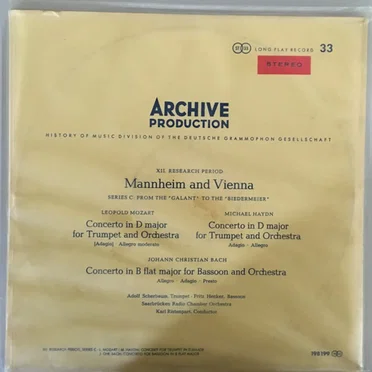 LONG PLAY RECORD 33
STEREO
ARCHIVE
PRODUCTION
HISTORY OF MUSIC DIVISION OF THE DEUTSCHE GRAMMOPHON GESELLSCHAFT
XII. RESEARCH PERIOD
Mannheim and Vienna
SERIES C: FROM THE "GALANT" TO THE "BIEDERMEIER"
LEOPOLD MOZART
Concerto in D major
for Trumpet and Orchestra
[Adagio] · Allegro moderato
MICHAEL HAYDN
Concerto in D major
for Trumpet and Orchestra
Adagio · Allegro
JOHANN CHRISTIAN BACH
Concerto in B flat major for Bassoon and Orchestra
Allegro · Adagio · Presto
Adolf Scherbaum, Trumpet · Fritz Henker, Bassoon
Saarbrücken Radio Chamber Orchestra
Karl Ristenpart, Conductor